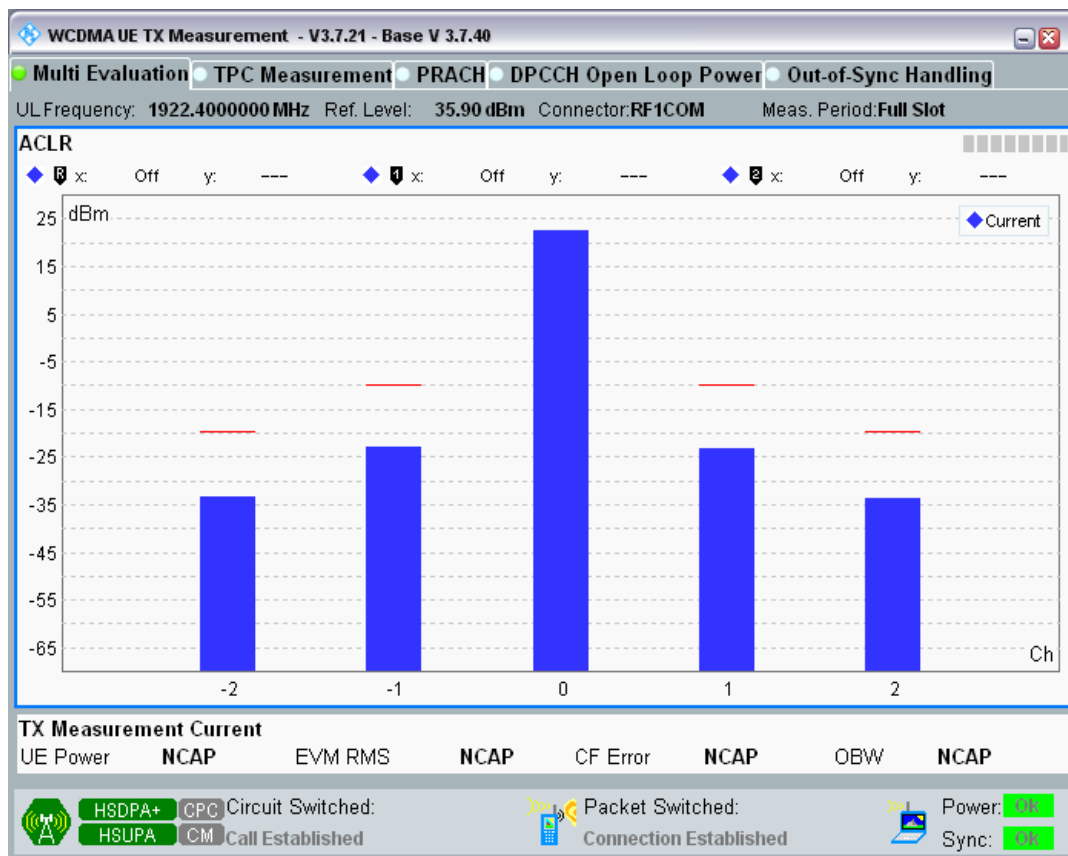 WCDMA UE TX Measurement - V3.7.21 - Base V 3.7.40
Multi Evaluation TPC Measurement PRACH DPCCH Open Loop Power Out-of-Sync Handling
UL Frequency: 1922.4000000 MHz Ref. Level: 35.90 dBm Connector:RF1COM Meas. Period:Full Slot
ACLR
R x: Off y: --- 1 x: Off y: --- 2 x: Off y: ---
25 dBm Current
15
5
-5
-15
-25
-35
-45
-55
-65 Ch
-2 -1 0 1 2
TX Measurement Current
UE Power NCAP EVM RMS NCAP CF Error NCAP OBW NCAP
HSDPA+ CPC Circuit Switched: Packet Switched: Power: OK
HSUPA CM Call Established Connection Established Sync: OK